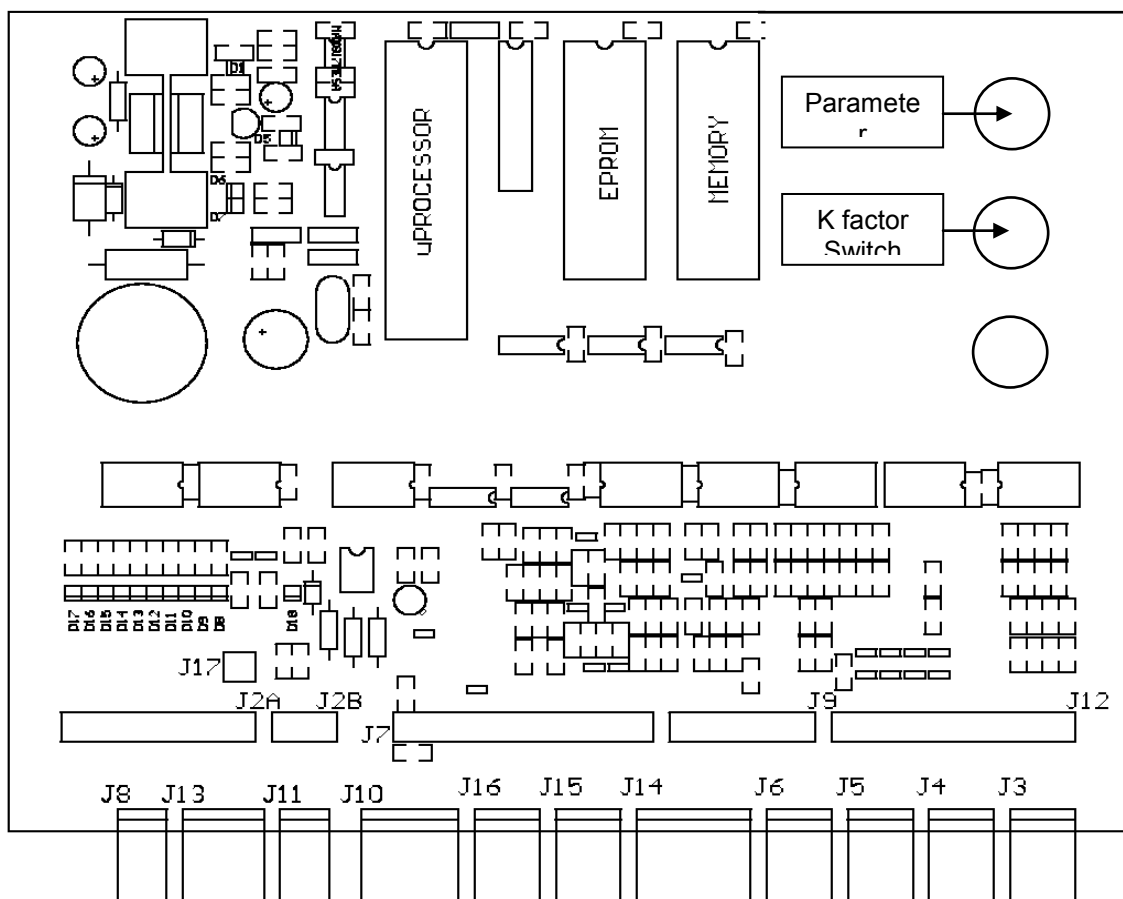 D1
D5
D6
D7
uPROCESSOR
EPROM
MEMORY
Paramete
r
K factor
Switch
D17
D16
D15
D14
D13
D12
D11
D10
D9
D8
D18
J17
J2A
J2B
J7
J9
J12
J8
J13
J11
J10
J16
J15
J14
J6
J5
J4
J3